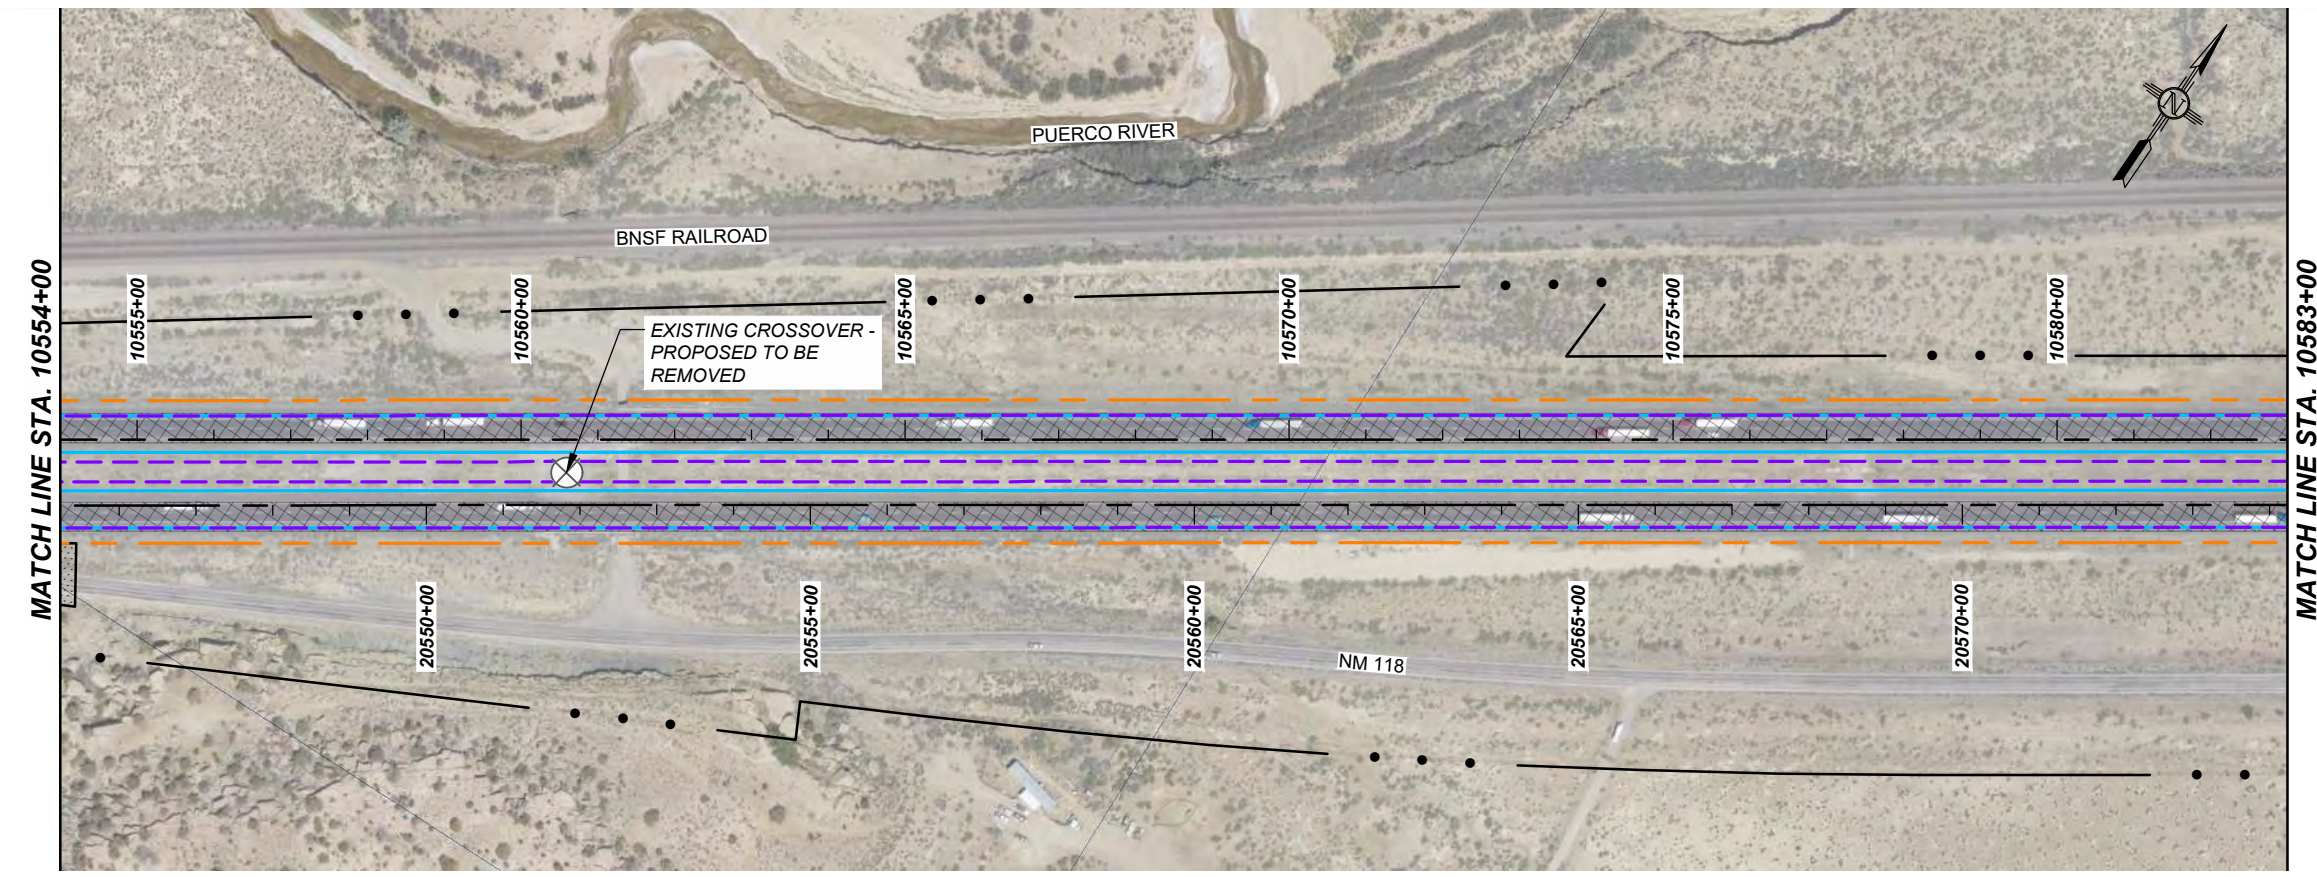 PUERCO RIVER
BNSF RAILROAD
MATCH LINE STA. 10554+00
10555+00
10560+00
10565+00
10570+00
10575+00
10580+00
MATCH LINE STA. 10583+00
N
EXISTING CROSSOVER -
PROPOSED TO BE
REMOVED
20550+00
20555+00
20560+00
20565+00
20570+00
NM 118